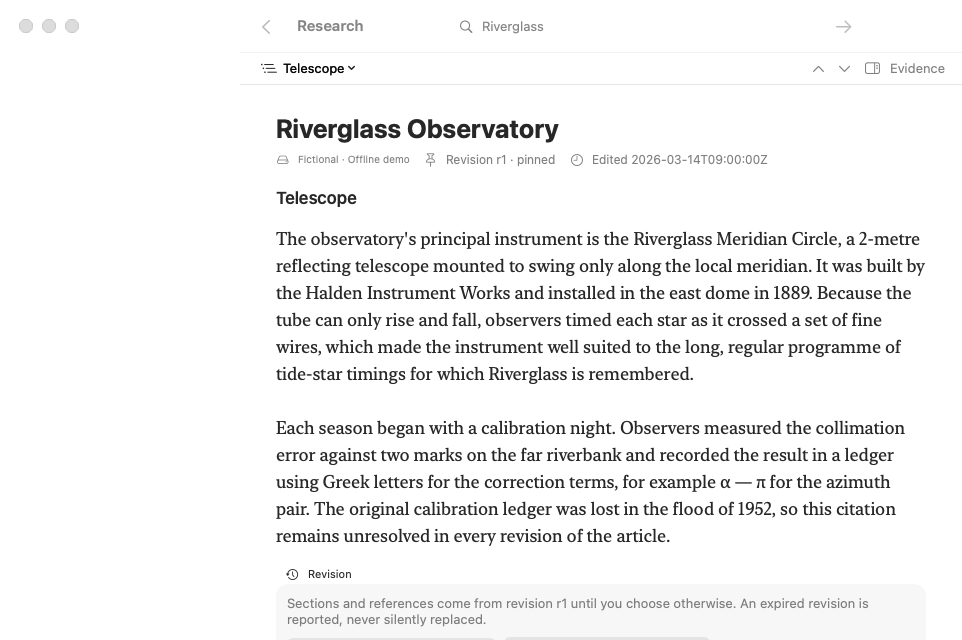 Research
Riverglass
Telescope
Evidence
Riverglass Observatory
Fictional · Offline demo
Revision r1 · pinned
Edited 2026-03-14T09:00:00Z
Telescope
The observatory's principal instrument is the Riverglass Meridian Circle, a 2-metre
reflecting telescope mounted to swing only along the local meridian. It was built by
the Halden Instrument Works and installed in the east dome in 1889. Because the
tube can only rise and fall, observers timed each star as it crossed a set of fine
wires, which made the instrument well suited to the long, regular programme of
tide-star timings for which Riverglass is remembered.
Each season began with a calibration night. Observers measured the collimation
error against two marks on the far riverbank and recorded the result in a ledger
using Greek letters for the correction terms, for example α — π for the azimuth
pair. The original calibration ledger was lost in the flood of 1952, so this citation
remains unresolved in every revision of the article.
Revision
Sections and references come from revision r1 until you choose otherwise. An expired revision is
reported, never silently replaced.